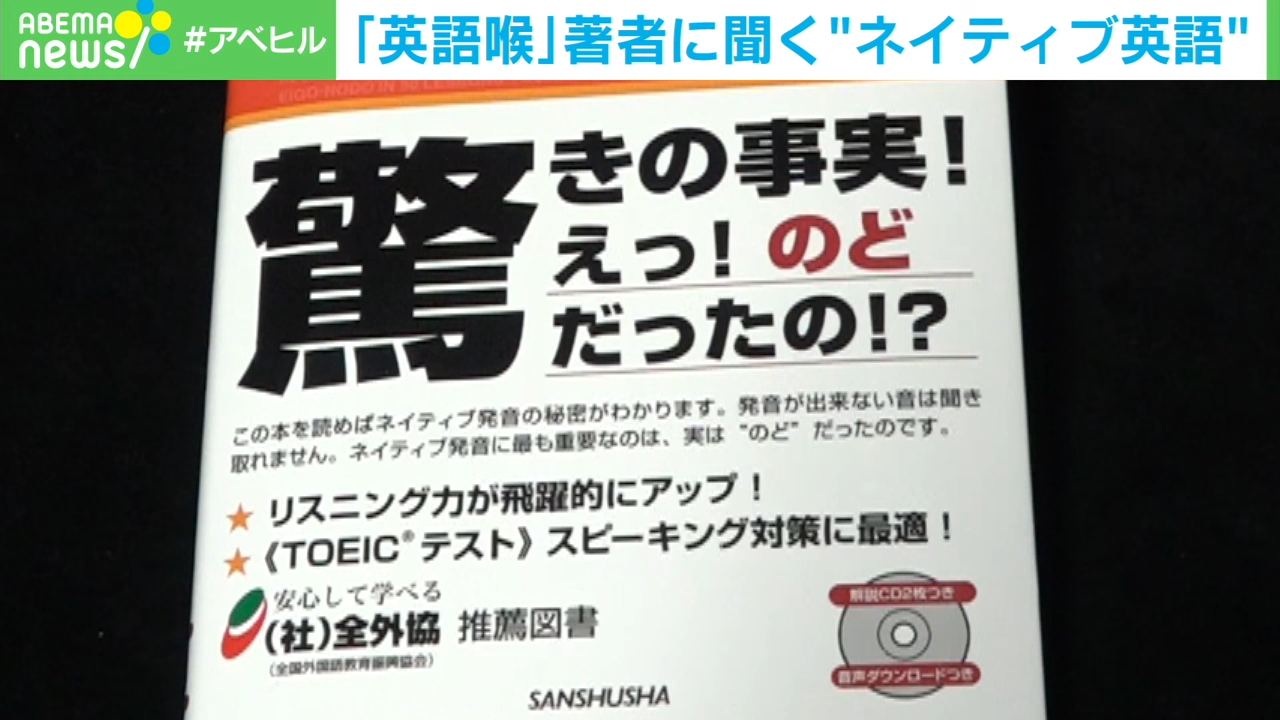 ABEMA
news/
#アベヒル
「英語喉」著者に聞く"ネイティブ英語"
驚きの事実！
えっ！のど
だったの!?
この本を読めばネイティブ発音の秘密がわかります。発音が出来ない音は聞き
取れません。ネイティブ発音に最も重要なのは、実は“のど”だったのです。
★ リスニング力が飛躍的にアップ！
★《TOEIC®テスト》スピーキング対策に最適！
安心して学べる
(社)全外協 推薦図書
(全国外国語教育振興協会)
解説CD2枚つき
音声ダウンロードつき
SANSHUSHA